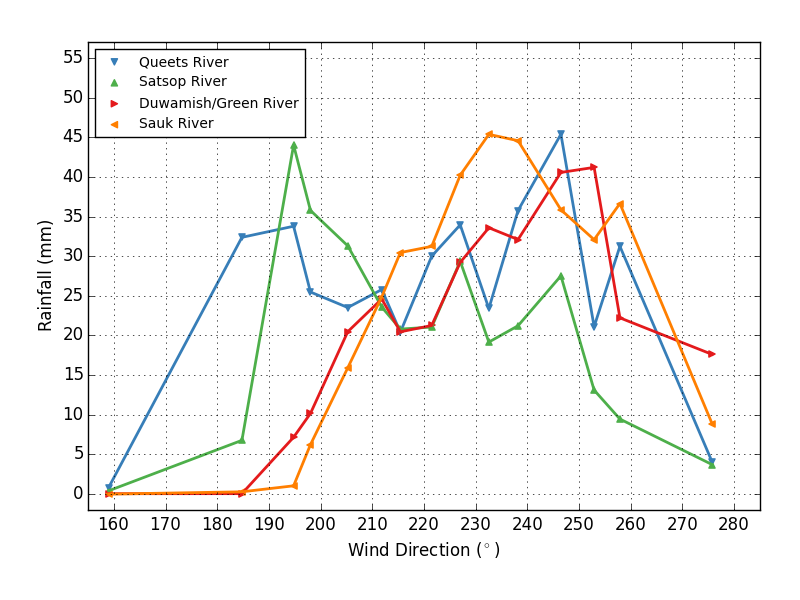 Queets River
Satsop River
Duwamish/Green River
Sauk River
55
50
45
40
35
30
25
20
15
10
5
0
Rainfall (mm)
160 170 180 190 200 210 220 230 240 250 260 270 280
Wind Direction (°)